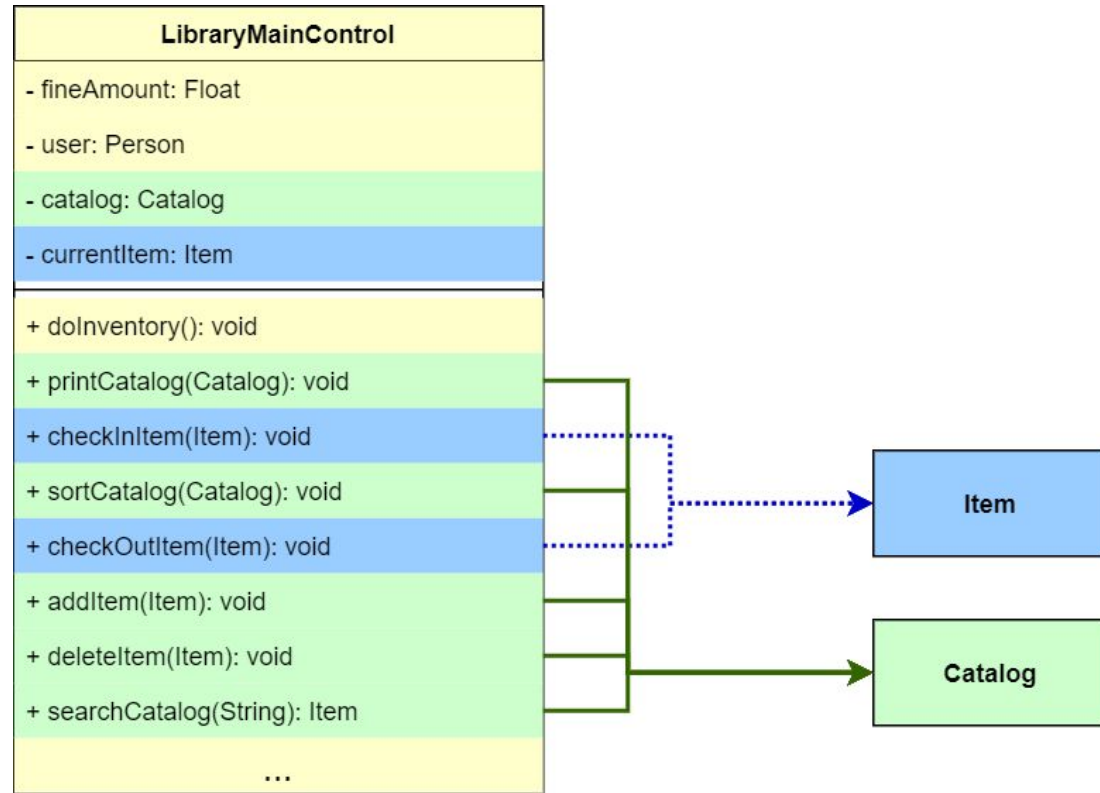 LibraryMainControl
- fineAmount: Float
- user: Person
- catalog: Catalog
- currentItem: Item
+ doInventory(): void
+ printCatalog(Catalog): void
+ checkInItem(Item): void
+ sortCatalog(Catalog): void
+ checkOutItem(Item): void
+ addItem(Item): void
+ deleteItem(Item): void
+ searchCatalog(String): Item
...
Item
Catalog